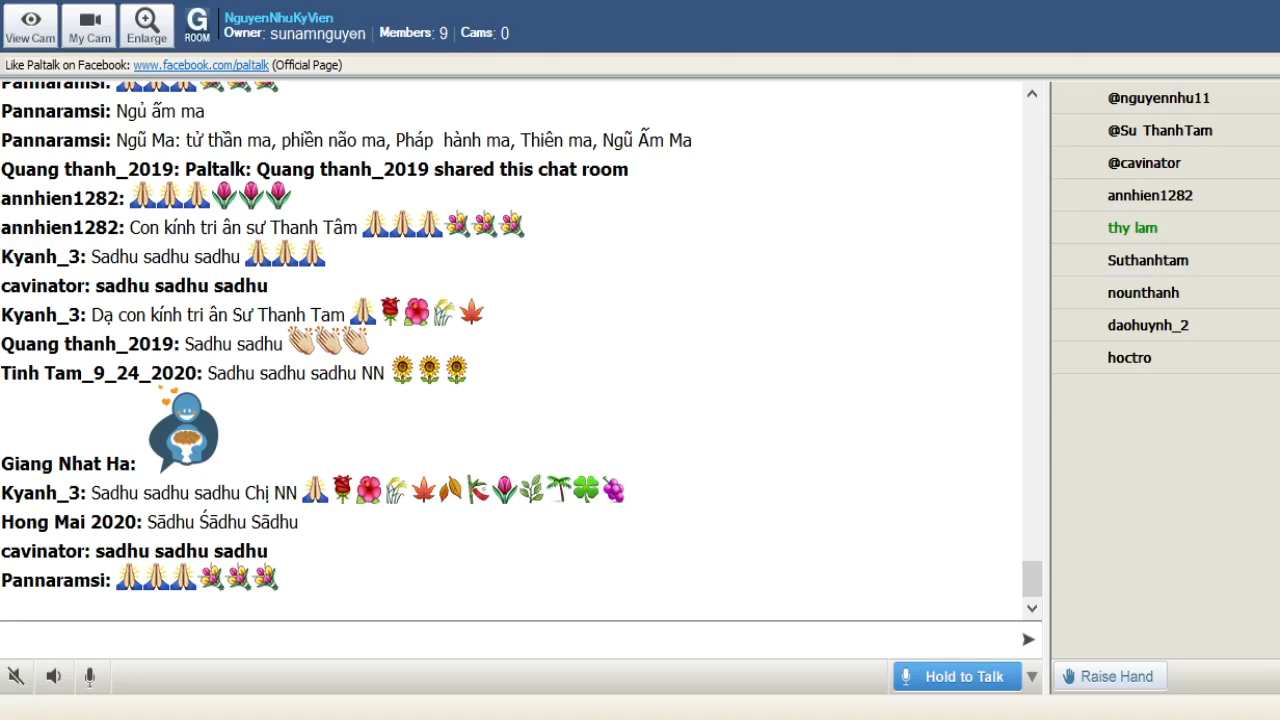 View Cam
My Cam
Enlarge
G
ROOM
NguyenNhuKyVien
Owner: sunamnguyen Members: 9 Cams: 0
Like Paltalk on Facebook: www.facebook.com/paltalk (Official Page)
Pannaramsi:
Pannaramsi: Ngủ ấm ma
Pannaramsi: Ngũ Ma: tử thần ma, phiền não ma, Pháp hành ma, Thiên ma, Ngũ Ấm Ma
Quang thanh_2019: Paltalk: Quang thanh_2019 shared this chat room
annhien1282: 🙏🙏🙏🌷🌷🌷
annhien1282: Con kính tri ân sư Thanh Tâm 🙏🙏🙏💐💐💐
Kyanh_3: Sadhu sadhu sadhu 🙏🙏🙏
cavinator: sadhu sadhu sadhu
Kyanh_3: Dạ con kính tri ân Sư Thanh Tam 🙏🌹🌺🌾🍁
Quang thanh_2019: Sadhu sadhu 👏👏👏
Tinh Tam_9_24_2020: Sadhu sadhu sadhu NN 🌻🌻🌻
Giang Nhat Ha:
Kyanh_3: Sadhu sadhu sadhu Chị NN 🙏🌹🌺🌾🍁🍂🎋🌷🌿🌴🍀🍇
Hong Mai 2020: Sādhu Śādhu Sādhu
cavinator: sadhu sadhu sadhu
Pannaramsi: 🙏🙏🙏💐💐💐
Hold to Talk
@nguyennhu11
@Su ThanhTam
@cavinator
annhien1282
thy lam
Suthanhtam
nounthanh
daohuynh_2
hoctro
Raise Hand